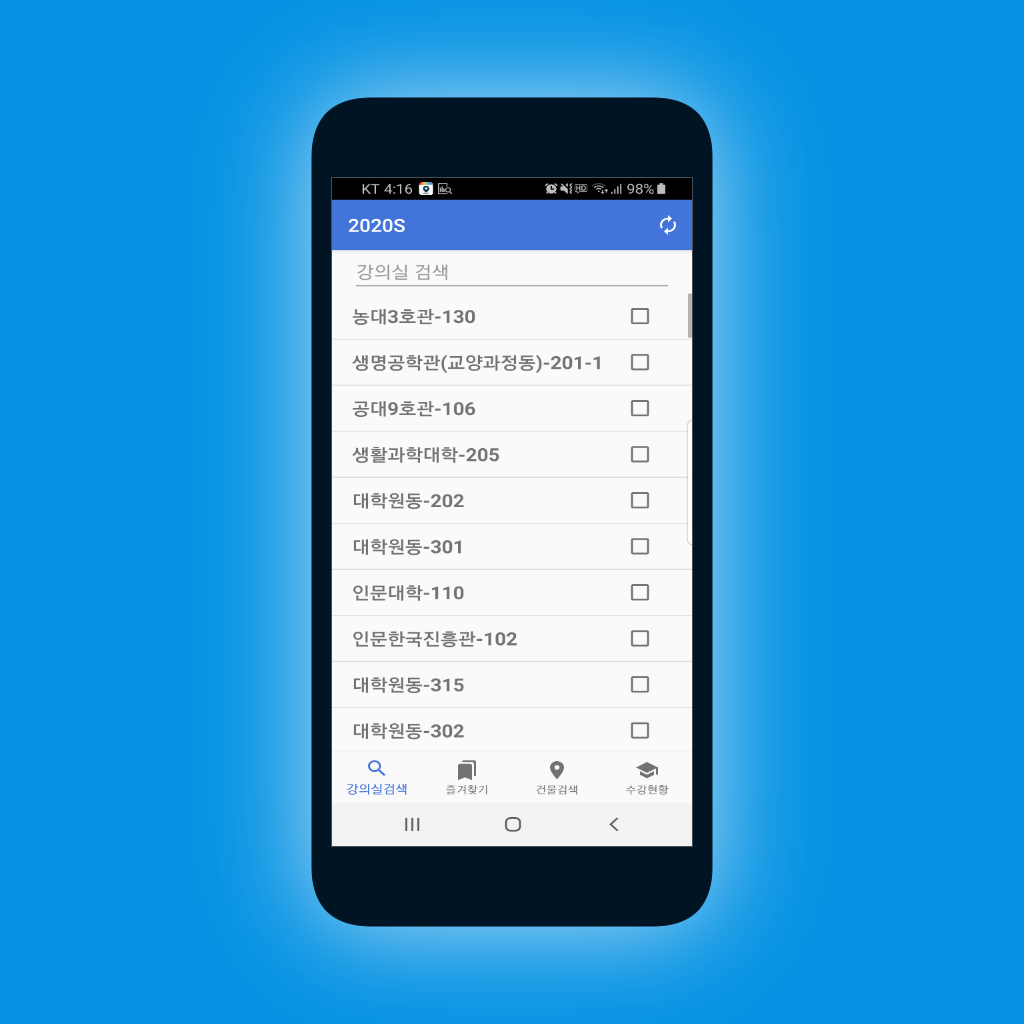 KT 4:16 98%
2020S
강의실 검색
농대3호관-130
생명공학관(교양과정동)-201-1
공대9호관-106
생활과학대학-205
대학원동-202
대학원동-301
인문대학-110
인문한국진흥관-102
대학원동-315
대학원동-302
강의실검색 즐겨찾기 건물검색 수강현황